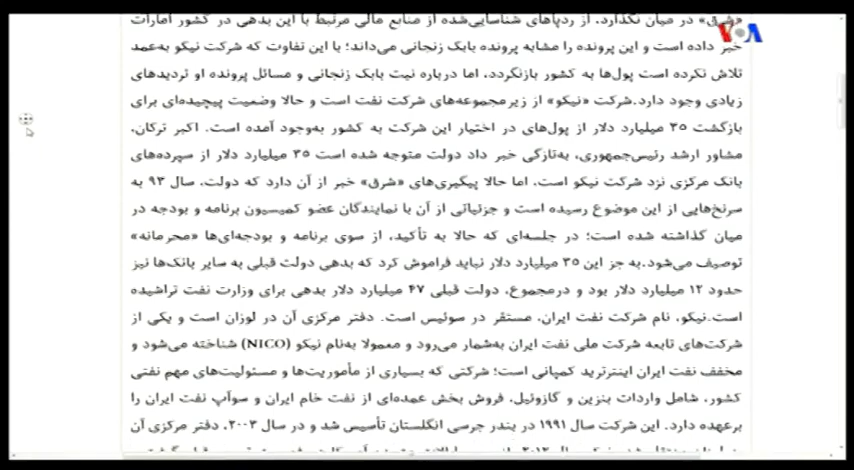 VOA
«شرق» در میان نگذارد. از ردپاهای شناسایی‌شده از منابع مالی مرتبط با این بدهی در کشور امارات
خبر داده است و این پرونده را مشابه پرونده بابک زنجانی می‌داند؛ با این تفاوت که شرکت نیکو به‌عمد
تلاش نکرده است پول‌ها به کشور بازنگردد، اما درباره نیت بابک زنجانی و مسائل پرونده او تردیدهای
زیادی وجود دارد.شرکت «نیکو» از زیرمجموعه‌های شرکت نفت است و حالا وضعیت پیچیده‌ای برای
بازگشت ۳۵ میلیارد دلار از پول‌های در اختیار این شرکت به کشور به‌وجود آمده است. اکبر ترکان،
مشاور ارشد رئیس‌جمهوری، به‌تازگی خبر داد دولت متوجه شده است ۳۵ میلیارد دلار از سپرده‌های
بانک مرکزی نزد شرکت نیکو است، اما حالا پیگیری‌های «شرق» خبر از آن دارد که دولت، سال ۹۳ به
سرنخ‌هایی از این موضوع رسیده است و جزئیاتی از آن با نمایندگان عضو کمیسیون برنامه و بودجه در
میان گذاشته شده است؛ در جلسه‌ای که حالا به تأکید، از سوی برنامه و بودجه‌ای‌ها «محرمانه»
توصیف می‌شود.به جز این ۳۵ میلیارد دلار نباید فراموش کرد که بدهی دولت قبلی به سایر بانک‌ها نیز
حدود ۱۲ میلیارد دلار بود و درمجموع، دولت قبلی ۴۷ میلیارد دلار بدهی برای وزارت نفت تراشیده
است.نیکو، نام شرکت نفت ایران، مستقر در سوئیس است. دفتر مرکزی آن در لوزان است و یکی از
شرکت‌های تابعه شرکت ملی نفت ایران به‌شمار می‌رود و معمولا به‌نام نیکو (NICO) شناخته می‌شود و
مخفف نفت ایران اینترترید کمپانی است؛ شرکتی که بسیاری از مأموریت‌ها و مسئولیت‌های مهم نفتی
کشور، شامل واردات بنزین و گازوئیل، فروش بخش عمده‌ای از نفت خام ایران و سوآپ نفت ایران را
برعهده دارد. این شرکت سال ۱۹۹۱ در بندر جرسی انگلستان تأسیس شد و در سال ۲۰۰۳، دفتر مرکزی آن